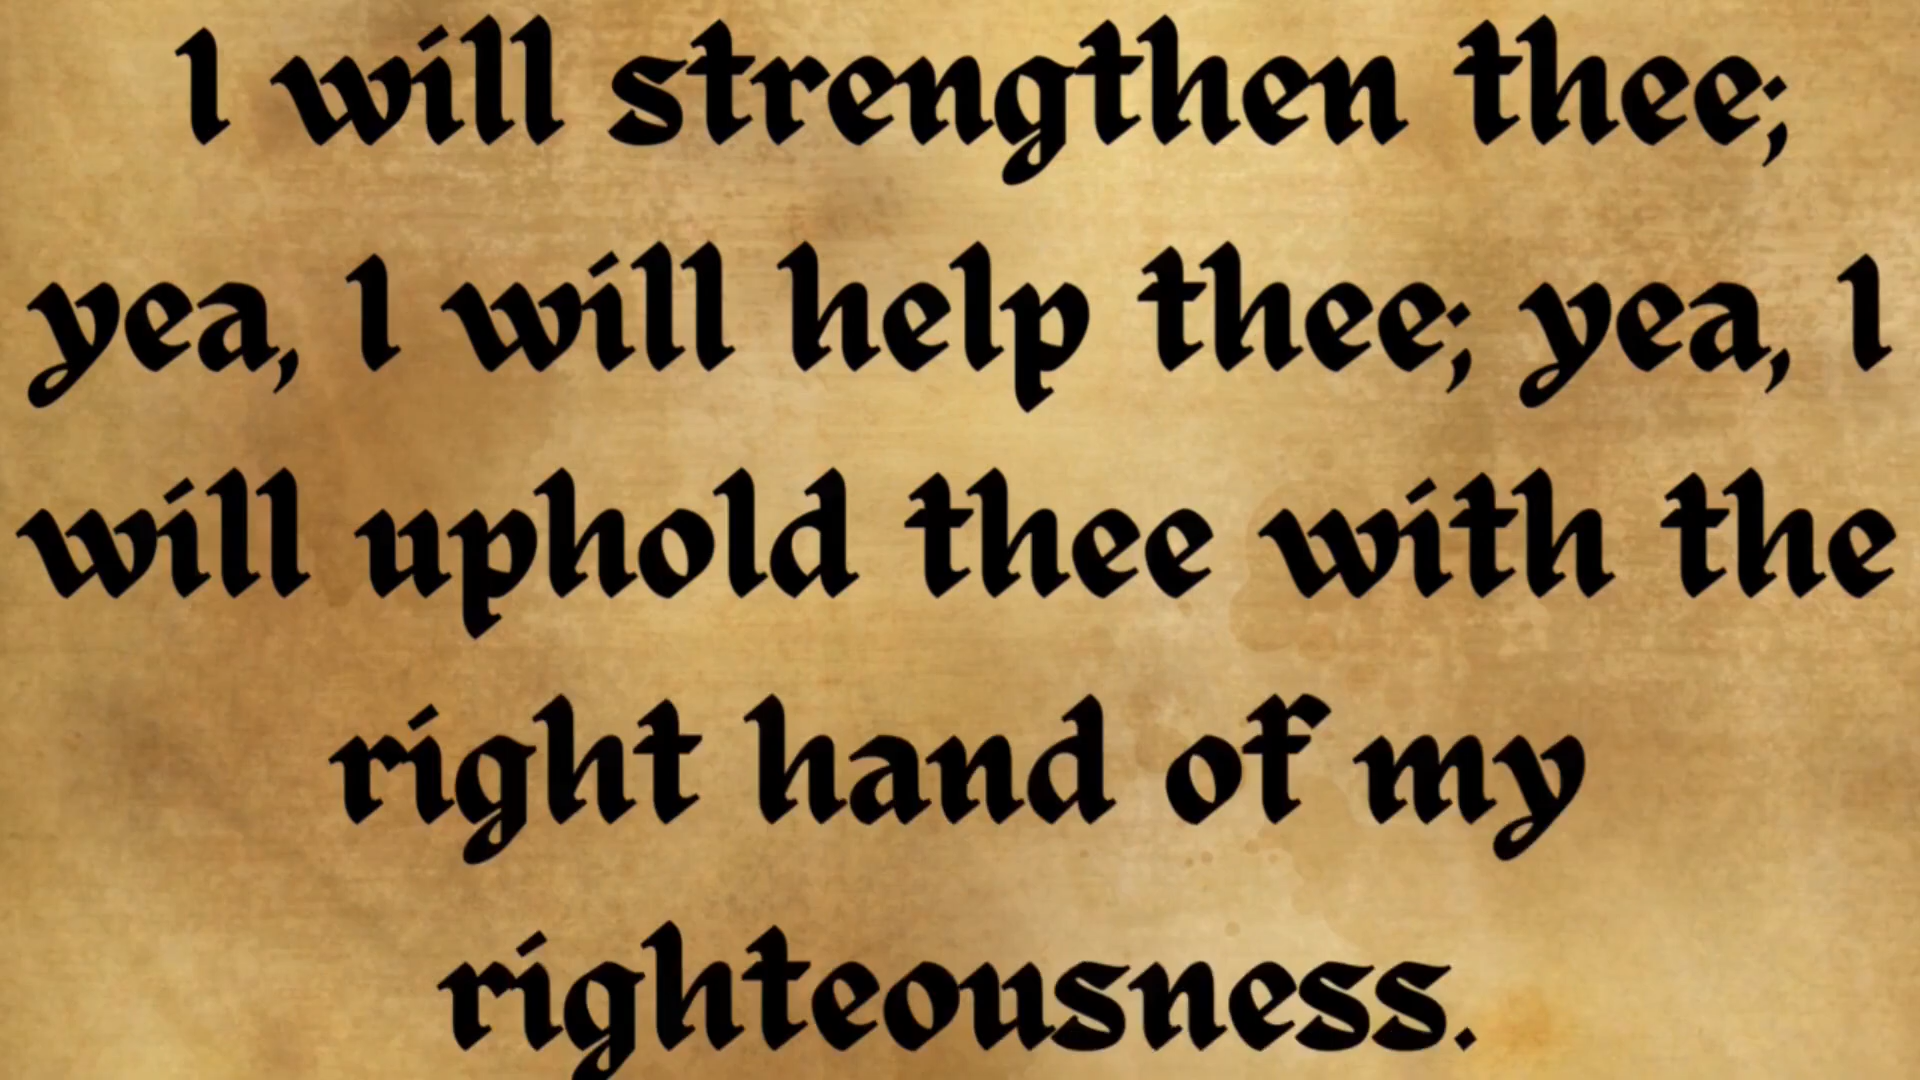 I will strengthen thee;
yea, I will help thee; yea, I
will uphold thee with the
right hand of my
righteousness.